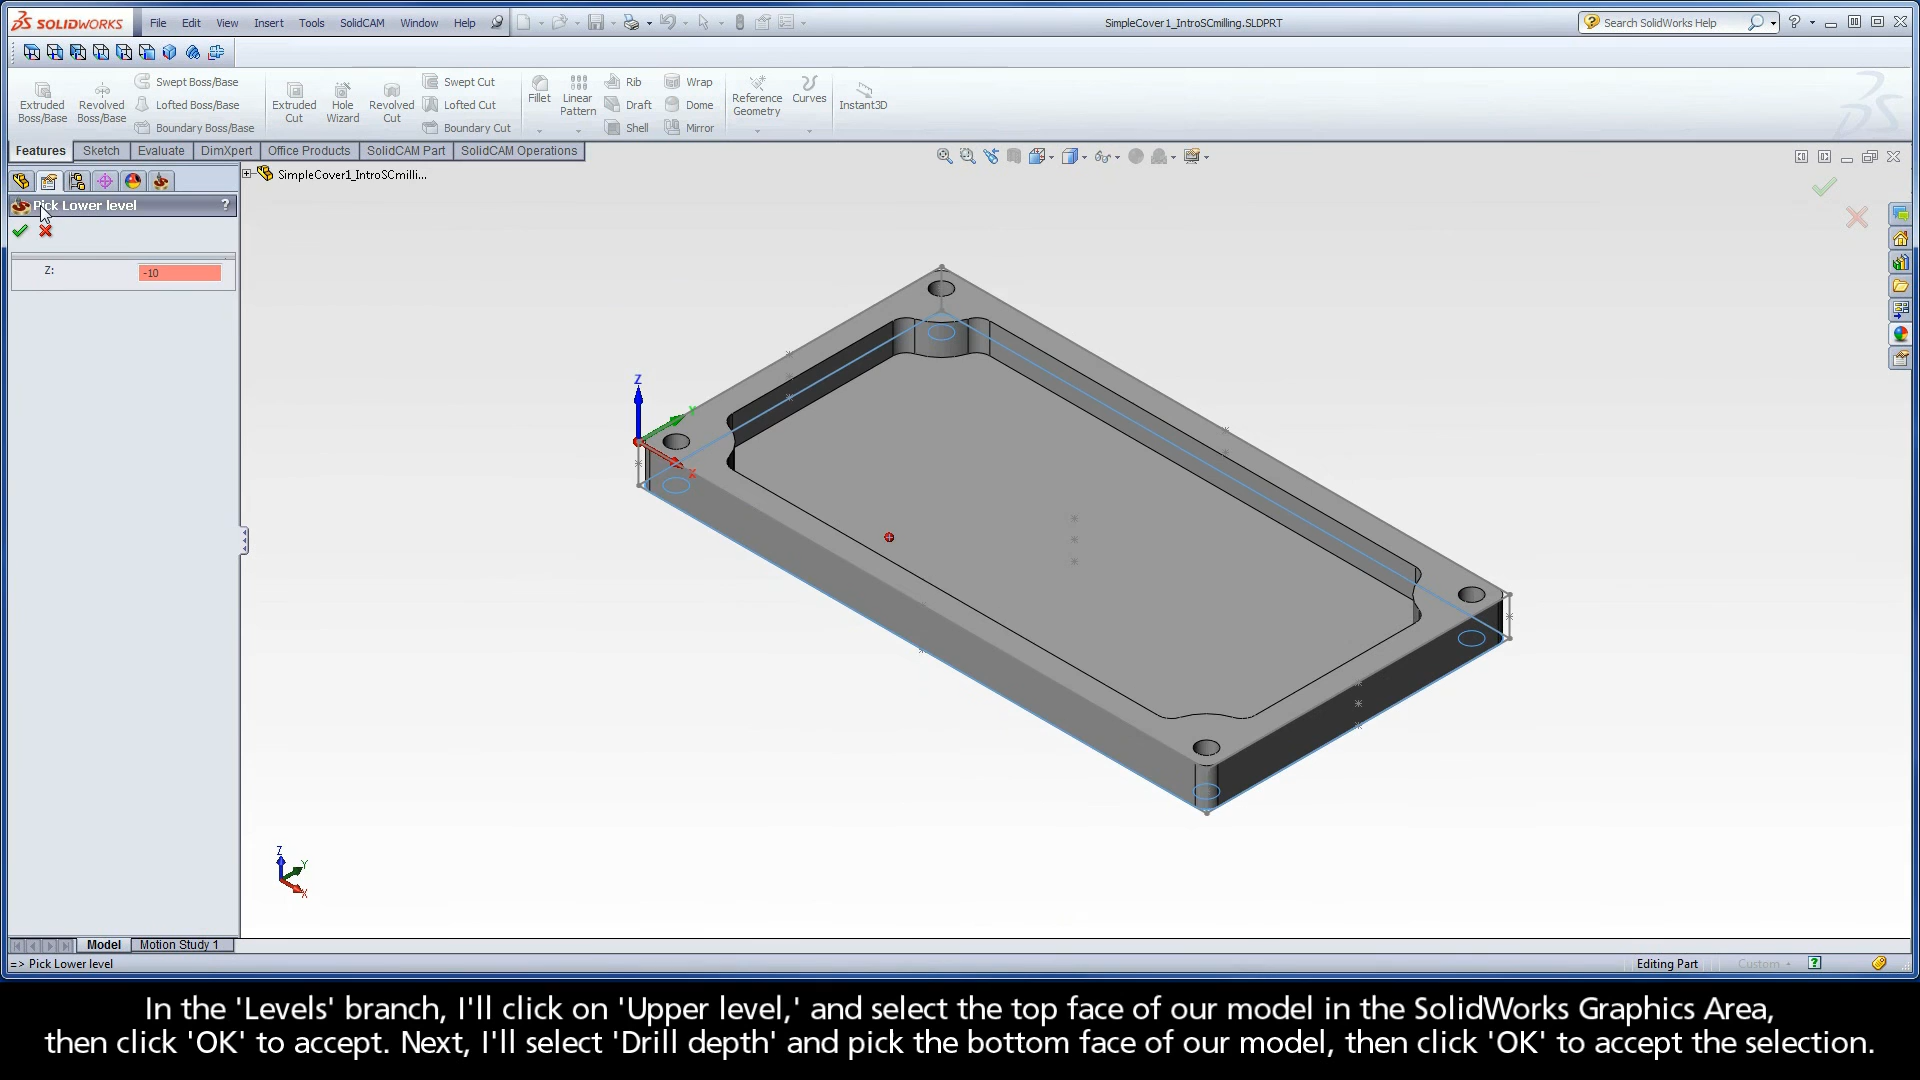 SOLIDWORKS File Edit View Insert Tools SolidCAM Window Help SimpleCover1_IntroSCmilling.SLDPRT Search SolidWorks Help
Extruded Boss/Base Revolved Boss/Base Swept Boss/Base Lofted Boss/Base Boundary Boss/Base
Extruded Cut Hole Wizard Revolved Cut Swept Cut Lofted Cut Boundary Cut
Fillet Linear Pattern Rib Draft Shell Wrap Dome Mirror
Reference Geometry Curves Instant3D
Features Sketch Evaluate DimXpert Office Products SolidCAM Part SolidCAM Operations
SimpleCover1_IntroSCmilli...
Pick Lower level ?
Z: -10
Z
Y
X
Z
Y
X
Model Motion Study 1
=> Pick Lower level Editing Part Custom
In the 'Levels' branch, I'll click on 'Upper level,' and select the top face of our model in the SolidWorks Graphics Area,
then click 'OK' to accept. Next, I'll select 'Drill depth' and pick the bottom face of our model, then click 'OK' to accept the selection.